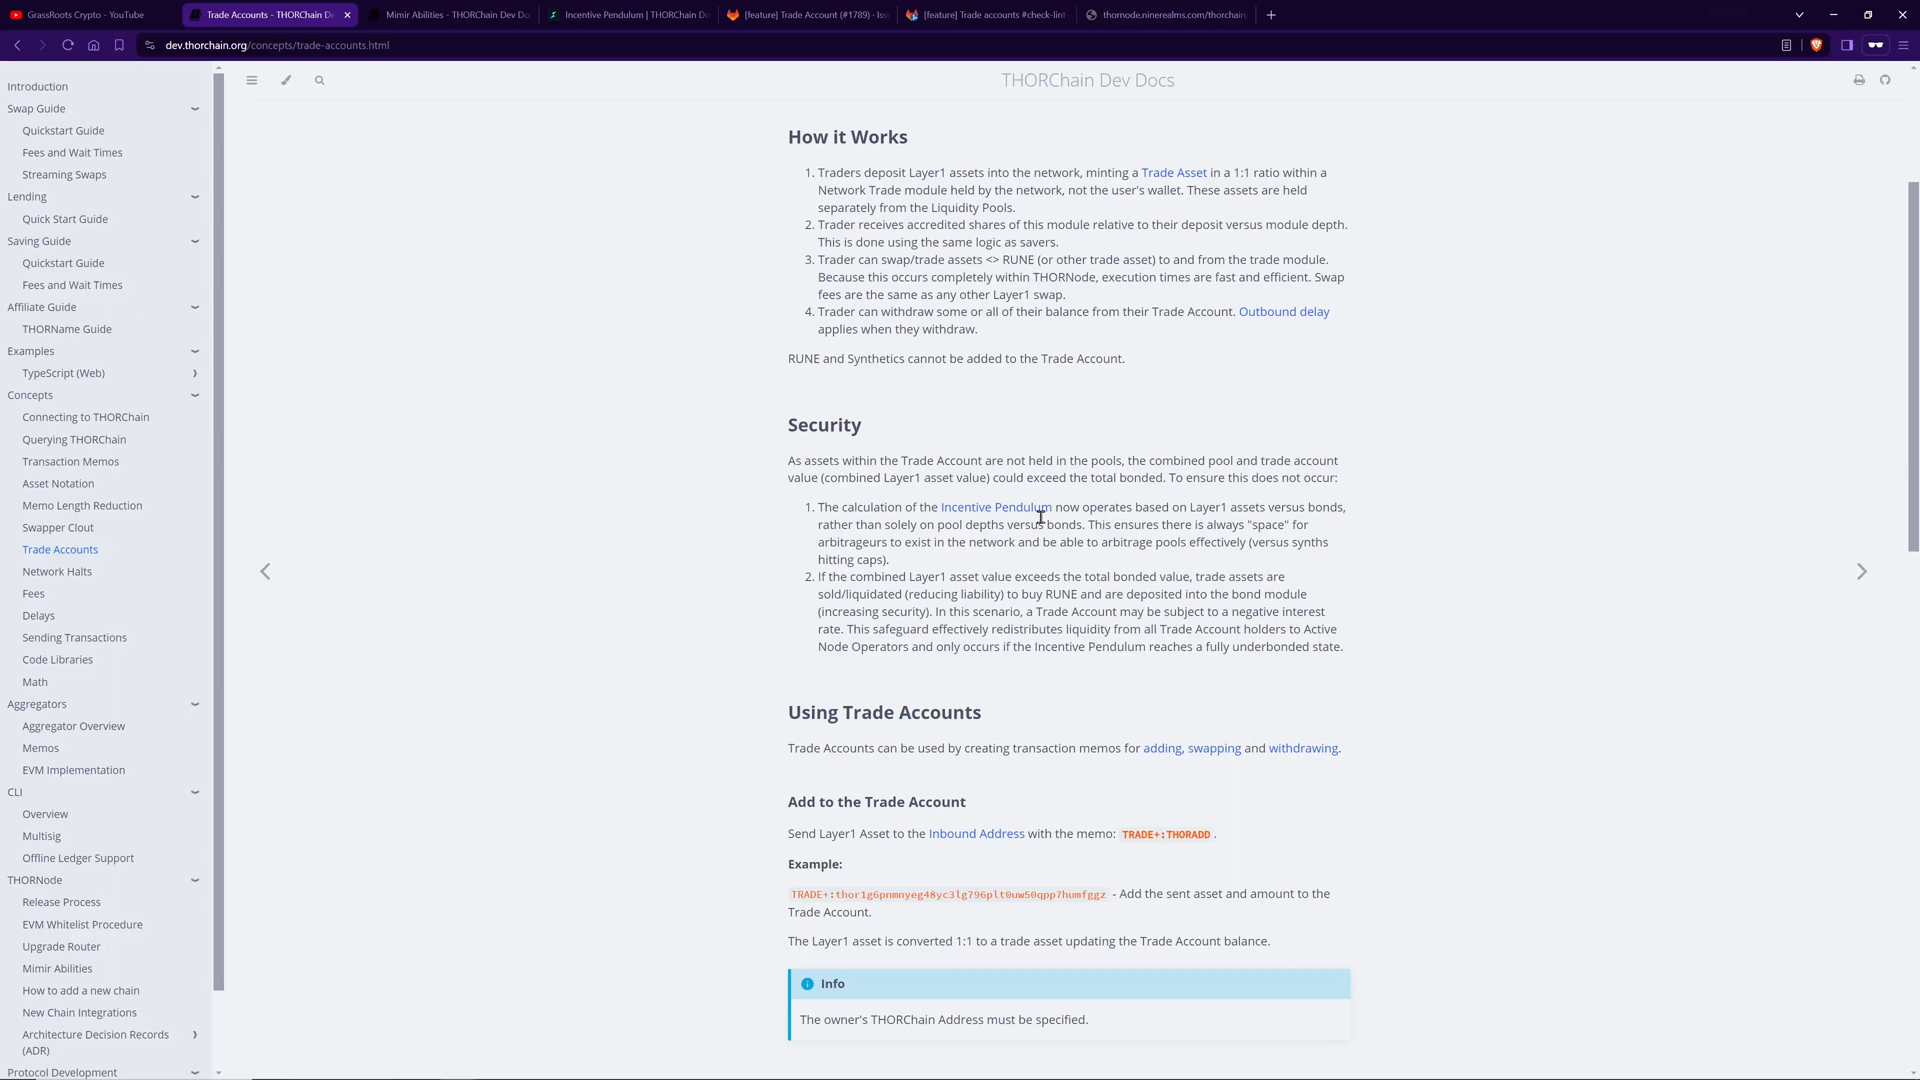 GrassRoots Crypto - YouTube
Trade Accounts - THORChain De
Mimir Abilities - THORChain Dev Do
Incentive Pendulum | THORChain Do
[feature] Trade Account (#1789) · Iss
[feature] Trade accounts #check-lint
thornode.ninerealms.com/thorchain
dev.thorchain.org/concepts/trade-accounts.html
THORChain Dev Docs
Introduction
Swap Guide
Quickstart Guide
Fees and Wait Times
Streaming Swaps
Lending
Quick Start Guide
Saving Guide
Quickstart Guide
Fees and Wait Times
Affiliate Guide
THORName Guide
Examples
TypeScript (Web)
Concepts
Connecting to THORChain
Querying THORChain
Transaction Memos
Asset Notation
Memo Length Reduction
Swapper Clout
Trade Accounts
Network Halts
Fees
Delays
Sending Transactions
Code Libraries
Math
Aggregators
Aggregator Overview
Memos
EVM Implementation
CLI
Overview
Multisig
Offline Ledger Support
THORNode
Release Process
EVM Whitelist Procedure
Upgrade Router
Mimir Abilities
How to add a new chain
New Chain Integrations
Architecture Decision Records
(ADR)
Protocol Development
How it Works
1. Traders deposit Layer1 assets into the network, minting a Trade Asset in a 1:1 ratio within a
Network Trade module held by the network, not the user's wallet. These assets are held
separately from the Liquidity Pools.
2. Trader receives accredited shares of this module relative to their deposit versus module depth.
This is done using the same logic as savers.
3. Trader can swap/trade assets <> RUNE (or other trade asset) to and from the trade module.
Because this occurs completely within THORNode, execution times are fast and efficient. Swap
fees are the same as any other Layer1 swap.
4. Trader can withdraw some or all of their balance from their Trade Account. Outbound delay
applies when they withdraw.
RUNE and Synthetics cannot be added to the Trade Account.
Security
As assets within the Trade Account are not held in the pools, the combined pool and trade account
value (combined Layer1 asset value) could exceed the total bonded. To ensure this does not occur:
1. The calculation of the Incentive Pendulum now operates based on Layer1 assets versus bonds,
rather than solely on pool depths versus bonds. This ensures there is always "space" for
arbitrageurs to exist in the network and be able to arbitrage pools effectively (versus synths
hitting caps).
2. If the combined Layer1 asset value exceeds the total bonded value, trade assets are
sold/liquidated (reducing liability) to buy RUNE and are deposited into the bond module
(increasing security). In this scenario, a Trade Account may be subject to a negative interest
rate. This safeguard effectively redistributes liquidity from all Trade Account holders to Active
Node Operators and only occurs if the Incentive Pendulum reaches a fully underbonded state.
Using Trade Accounts
Trade Accounts can be used by creating transaction memos for adding, swapping and withdrawing.
Add to the Trade Account
Send Layer1 Asset to the Inbound Address with the memo: TRADE+:THORADD .
Example:
TRADE+:thor1g6pnmnyeg48yc3lg796plt0uw50qpp7humfggz - Add the sent asset and amount to the
Trade Account.
The Layer1 asset is converted 1:1 to a trade asset updating the Trade Account balance.
Info
The owner's THORChain Address must be specified.